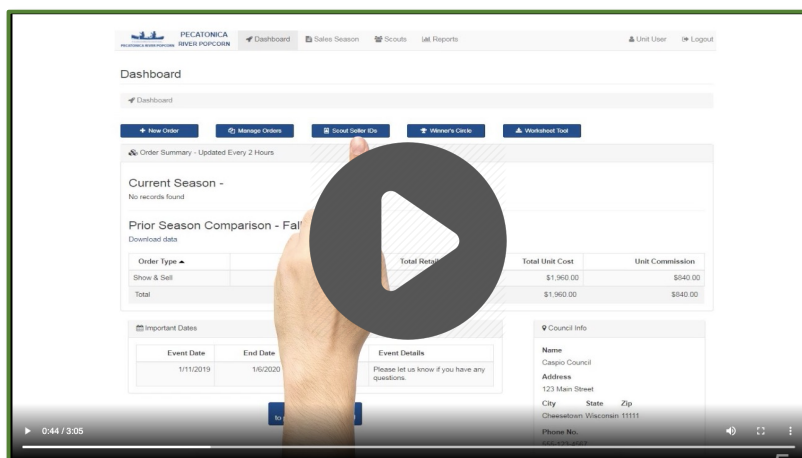 PECATONICA RIVER POPCORN
PECATONICA
RIVER POPCORN
Dashboard
Sales Season
Scouts
Reports
Unit User
Logout
Dashboard
Dashboard
New Order
Manage Orders
Scout Seller IDs
Winner's Circle
Worksheet Tool
Order Summary - Updated Every 2 Hours
Current Season -
No records found
Prior Season Comparison - Fal
Download data
Order Type
Total Retail
Total Unit Cost
Unit Commission
Show & Sell
$1,960.00
$840.00
Total
$1,960.00
$840.00
Important Dates
Event Date
End Date
Event Details
1/11/2019
1/6/2020
Please let us know if you have any
questions.
to
Council Info
Name
Caspio Council
Address
123 Main Street
City
State
Zip
Cheesetown
Wisconsin
11111
Phone No.
0:44 / 3:05